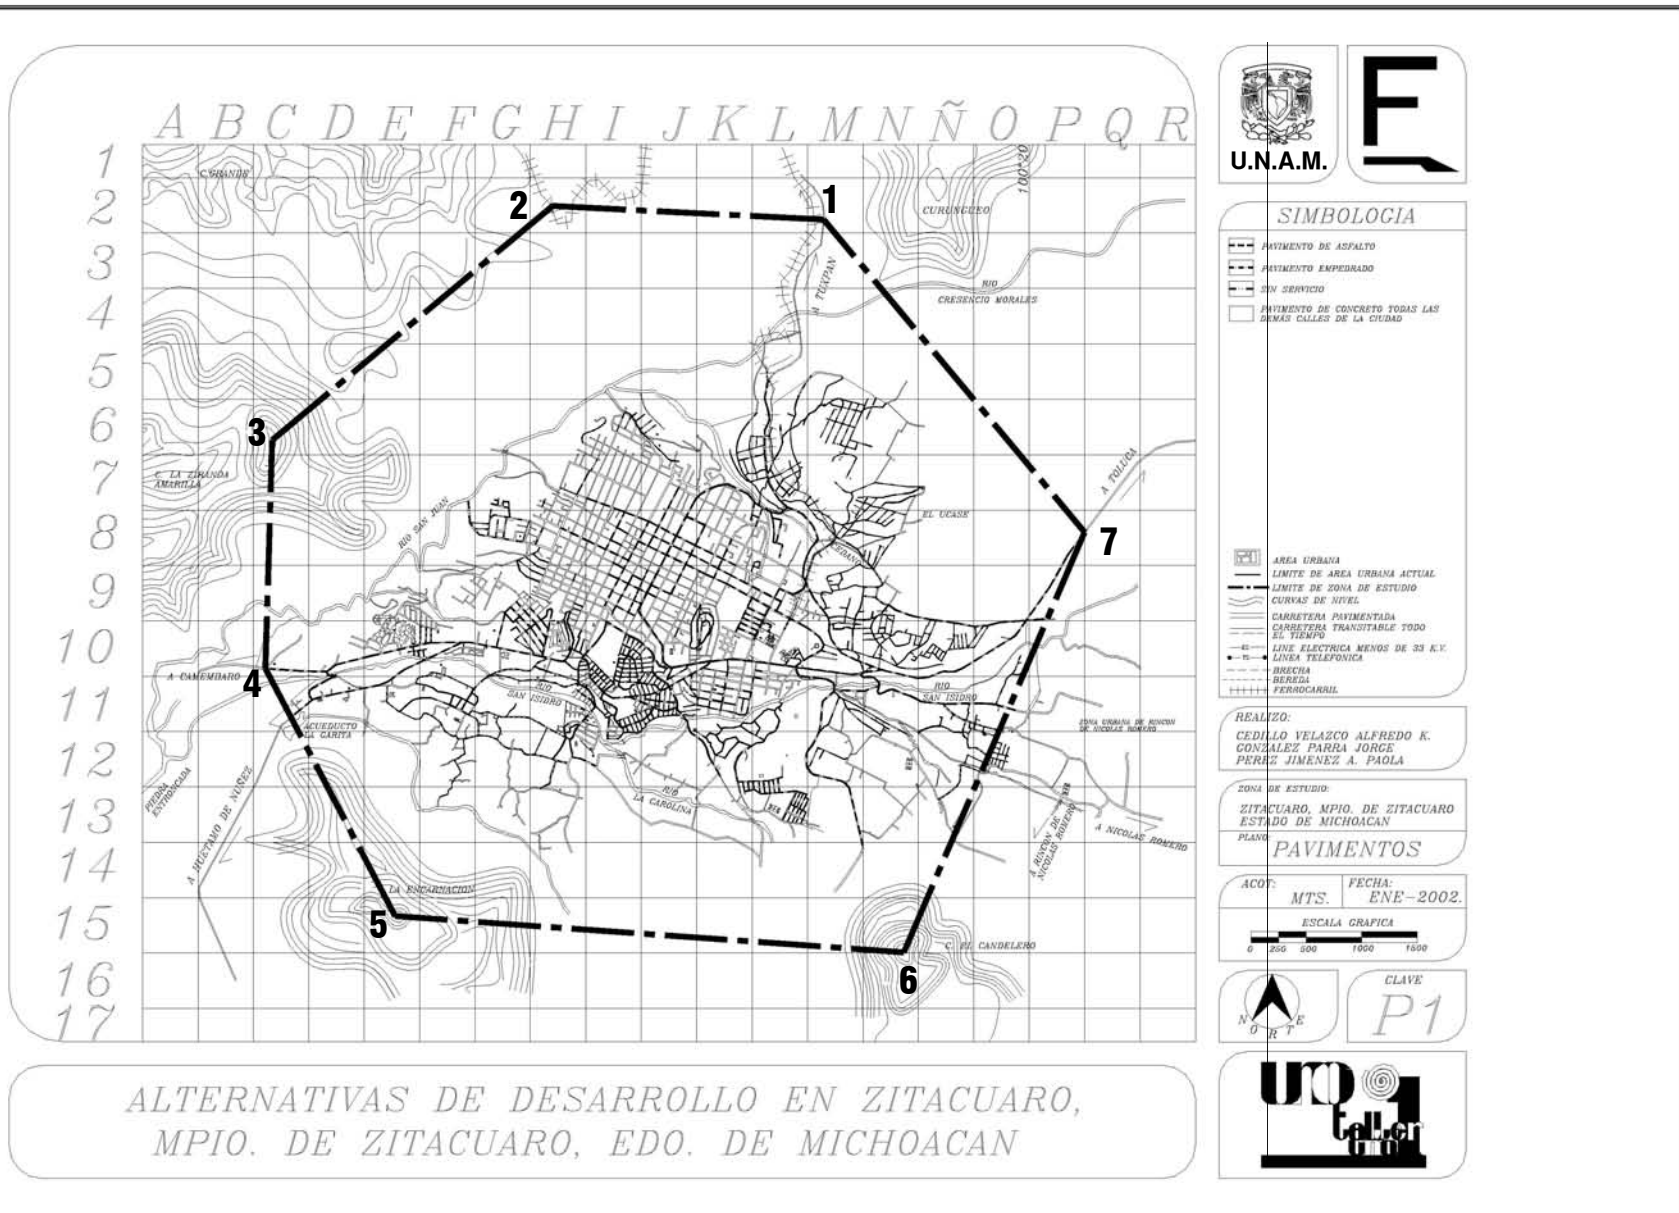 A B C D E F G H I J K L M N Ñ O P Q R
1
2
3
4
5
6
7
8
9
10
11
12
13
14
15
16
17
C. GRANDE
2
1
3
4
5
6
7
100°20
CURUNGUEO
RIO
CRESENCIO MORALES
A TUXPAN
C. LA ZIRANDA
AMARILLA
RIO SAN JUAN
A TOLUCA
EL UCASE
A CAMEMBARO
RIO
SAN ISIDRO
RIO
SAN ISIDRO
ACUEDUCTO
LA GARITA
ZONA URBANA DE RINCON
DE NICOLAS ROMERO
PIEDRA
ENTRONCADA
A HUETAMO DE NUÑEZ
RIO
LA CAROLINA
A RINCON DE
NICOLAS ROMERO
A NICOLAS ROMERO
LA ENCARNACION
C. EL CANDELERO
ALTERNATIVAS DE DESARROLLO EN ZITACUARO,
MPIO. DE ZITACUARO, EDO. DE MICHOACAN
U.N.A.M.
SIMBOLOGIA
PAVIMENTO DE ASFALTO
PAVIMENTO EMPEDRADO
SIN SERVICIO
PAVIMENTO DE CONCRETO TODAS LAS
DEMÁS CALLES DE LA CIUDAD
AREA URBANA
LIMITE DE AREA URBANA ACTUAL
LIMITE DE ZONA DE ESTUDIO
CURVAS DE NIVEL
CARRETERA PAVIMENTADA
CARRETERA TRANSITABLE TODO
EL TIEMPO
LINE ELECTRICA MENOS DE 33 K.V.
LINEA TELEFONICA
BRECHA
BEREDA
FERROCARRIL
REALIZO:
CEDILLO VELAZCO ALFREDO K.
GONZALEZ PARRA JORGE
PEREZ JIMENEZ A. PAOLA
ZONA DE ESTUDIO:
ZITACUARO, MPIO. DE ZITACUARO
ESTADO DE MICHOACAN
PLANO:
PAVIMENTOS
ACOT:
MTS.
FECHA:
ENE-2002.
ESCALA GRAFICA
0 250 500 1000 1500
NORTE
CLAVE
P1